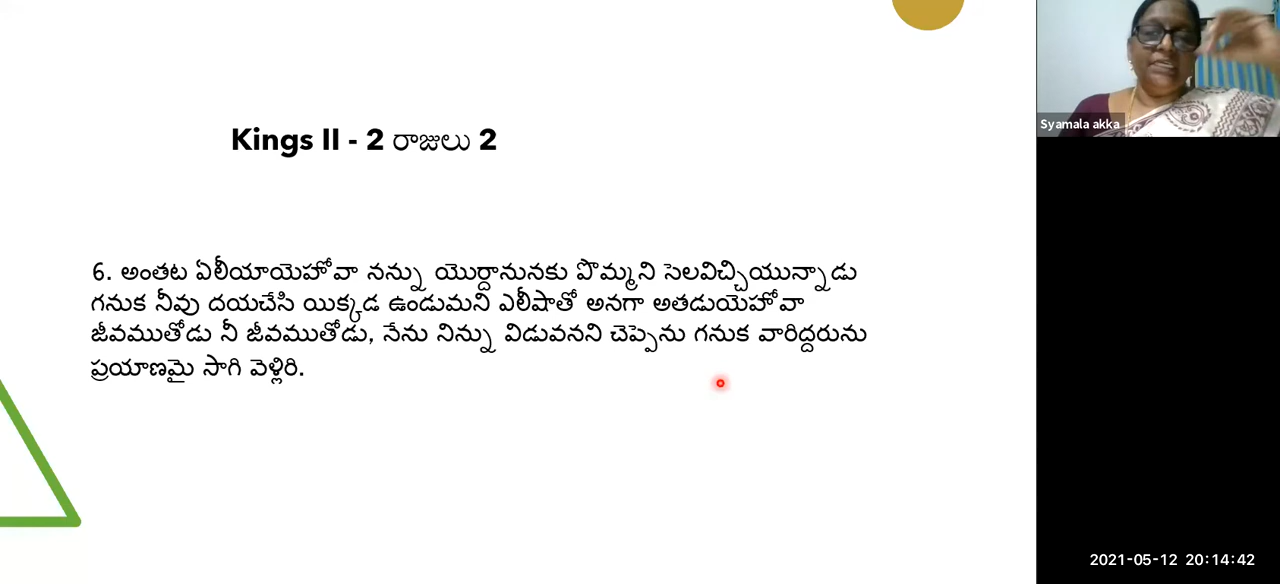 Kings II - 2 రాజులు 2
6. అంతట ఏలీయాయెహోవా నన్ను యొర్దానునకు పొమ్మని సెలవిచ్చియున్నాడు
గనుక నీవు దయచేసి యిక్కడ ఉండుమని ఎలీషాతో అనగా అతడుయెహోవా
జీవముతోడు నీ జీవముతోడు, నేను నిన్ను విడువనని చెప్పెను గనుక వారిద్దరును
ప్రయాణమై సాగి వెళ్లిరి.
Syamala akka
2021-05-12 20:14:42